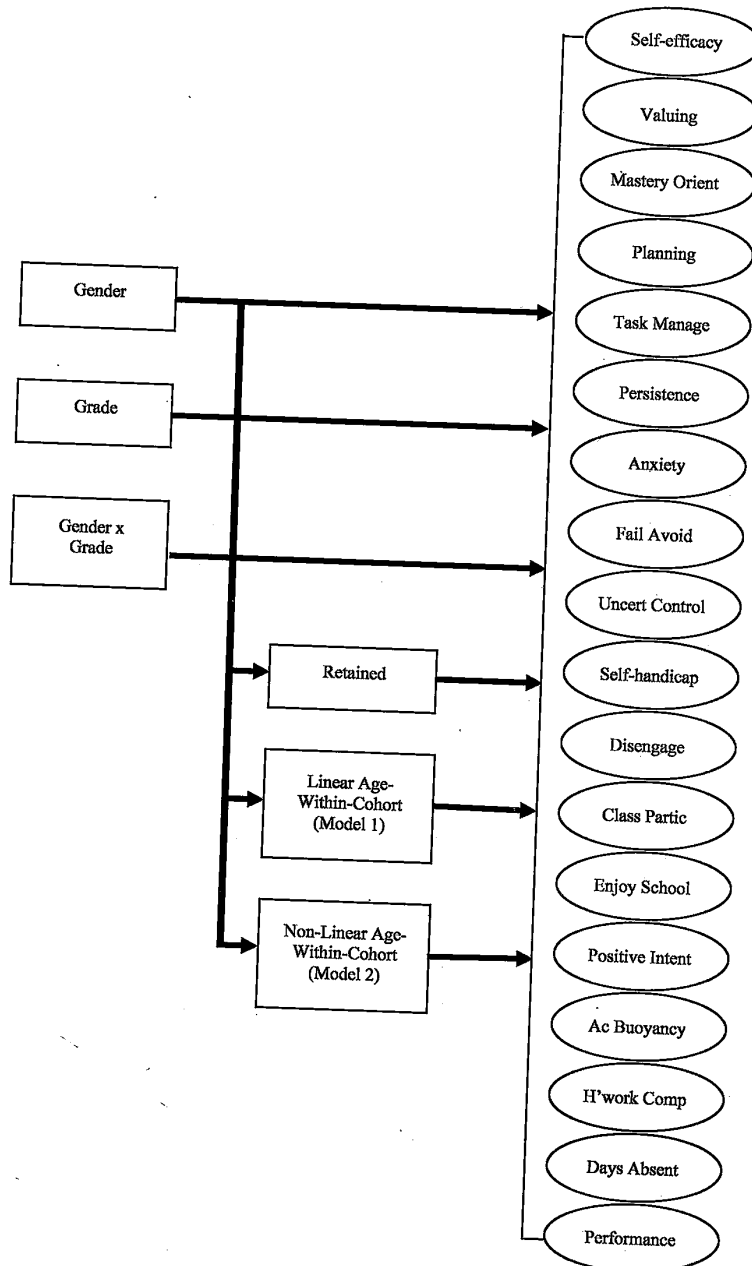 Self-efficacy
Valuing
Mastery Orient
Planning
Gender
Task Manage
Persistence
Grade
Anxiety
Gender x
Grade
Fail Avoid
Uncert Control
Retained
Self-handicap
Disengage
Linear Age-
Within-Cohort
(Model 1)
Class Partic
Enjoy School
Non-Linear Age-
Within-Cohort
(Model 2)
Positive Intent
Ac Buoyancy
H'work Comp
Days Absent
Performance